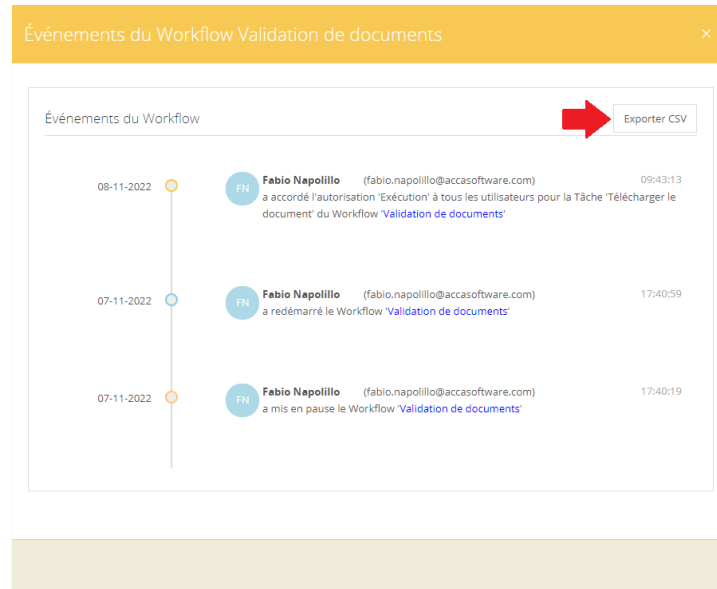 Événements du Workflow Validation de documents ×
Événements du Workflow
Exporter CSV
08-11-2022
FN
Fabio Napolillo (fabio.napolillo@accasoftware.com) 09:43:13
a accordé l'autorisation 'Exécution' à tous les utilisateurs pour la Tâche 'Télécharger le
document' du Workflow 'Validation de documents'
07-11-2022
FN
Fabio Napolillo (fabio.napolillo@accasoftware.com) 17:40:59
a redémarré le Workflow 'Validation de documents'
07-11-2022
FN
Fabio Napolillo (fabio.napolillo@accasoftware.com) 17:40:19
a mis en pause le Workflow 'Validation de documents'